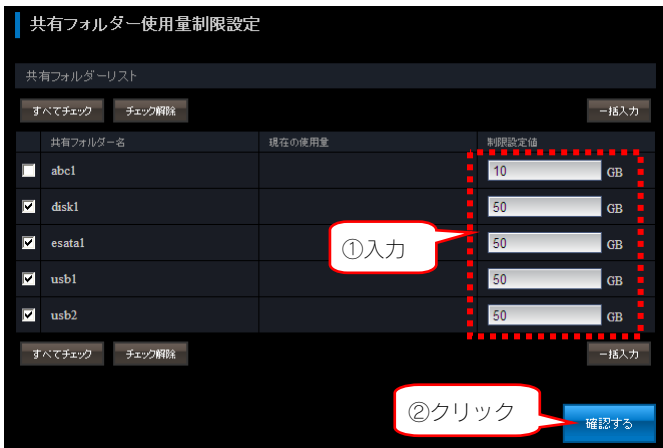 共有フォルダー使用量制限設定
共有フォルダーリスト
すべてチェック チェック解除 一括入力
共有フォルダー名 現在の使用量 制限設定値
abc1 10 GB
disk1 50 GB
esata1 50 GB
①入力
usb1 50 GB
usb2 50 GB
すべてチェック チェック解除 一括入力
②クリック
確認する